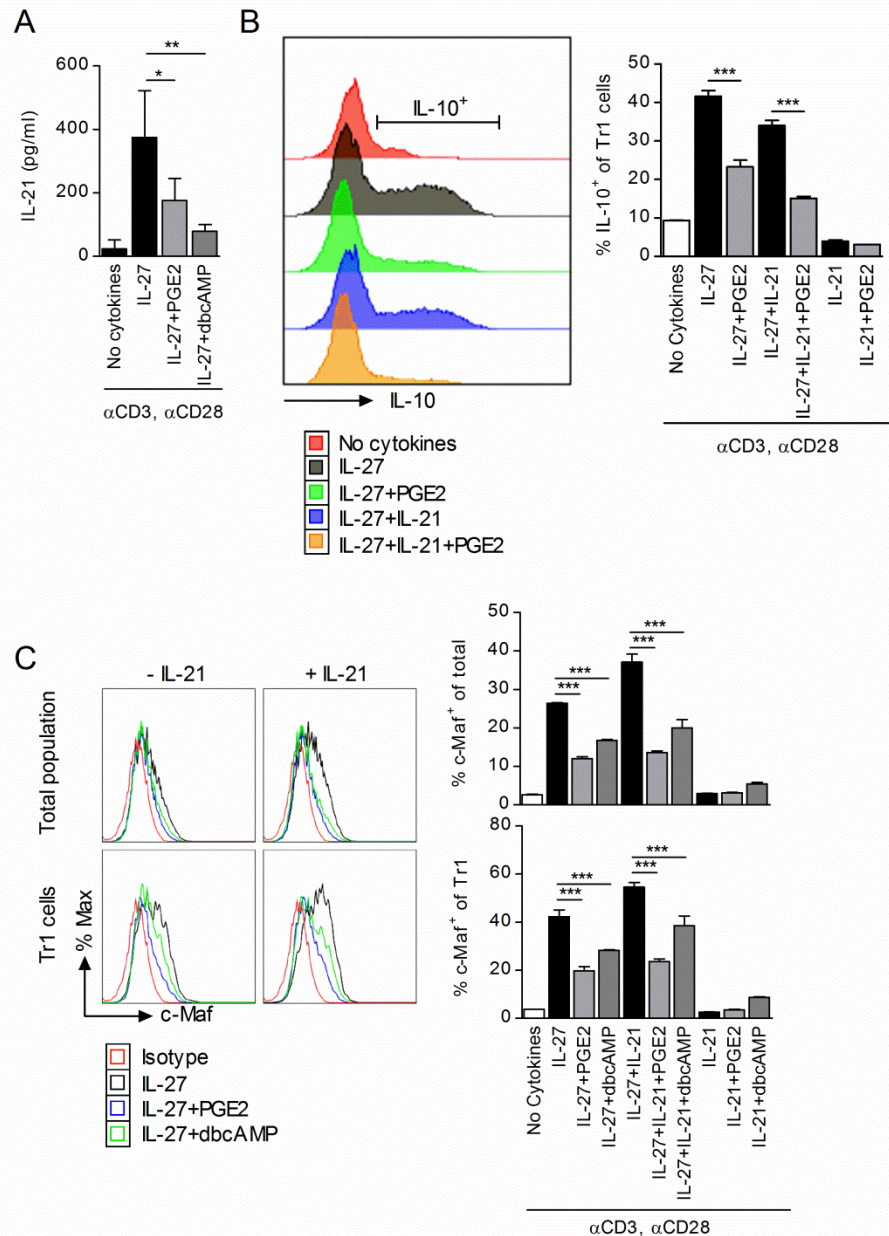 A
IL-21 (pg/ml)
600
400
200
0
**
*
No cytokines
IL-27
IL-27+PGE2
IL-27+dbcAMP
αCD3, αCD28
B
IL-10⁺
IL-10
No cytokines
IL-27
IL-27+PGE2
IL-27+IL-21
IL-27+IL-21+PGE2
% IL-10⁺ of Tr1 cells
50
40
30
20
10
0
***
***
No Cytokines
IL-27
IL-27+PGE2
IL-27+IL-21
IL-27+IL-21+PGE2
IL-21
IL-21+PGE2
αCD3, αCD28
C
- IL-21
+ IL-21
Total population
Tr1 cells
% Max
c-Maf
Isotype
IL-27
IL-27+PGE2
IL-27+dbcAMP
% c-Maf⁺ of total
50
40
30
20
10
0
***
***
***
***
% c-Maf⁺ of Tr1
80
60
40
20
0
***
***
***
***
No Cytokines
IL-27
IL-27+PGE2
IL-27+dbcAMP
IL-27+IL-21
IL-27+IL-21+PGE2
IL-27+IL-21+dbcAMP
IL-21
IL-21+PGE2
IL-21+dbcAMP
αCD3, αCD28